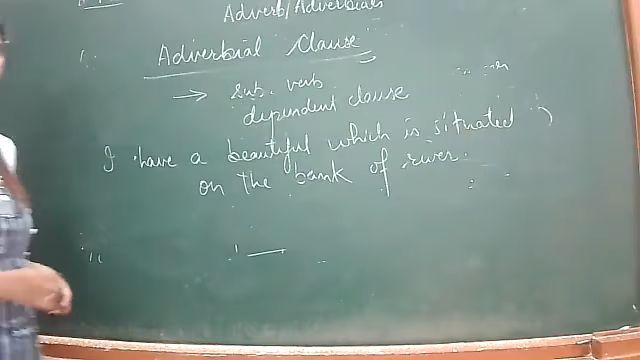 Adverb/Adverbials
Adverbial Clause
→ sub. verb
dependent clause
I have a beautiful which is situated
on the bank of river.